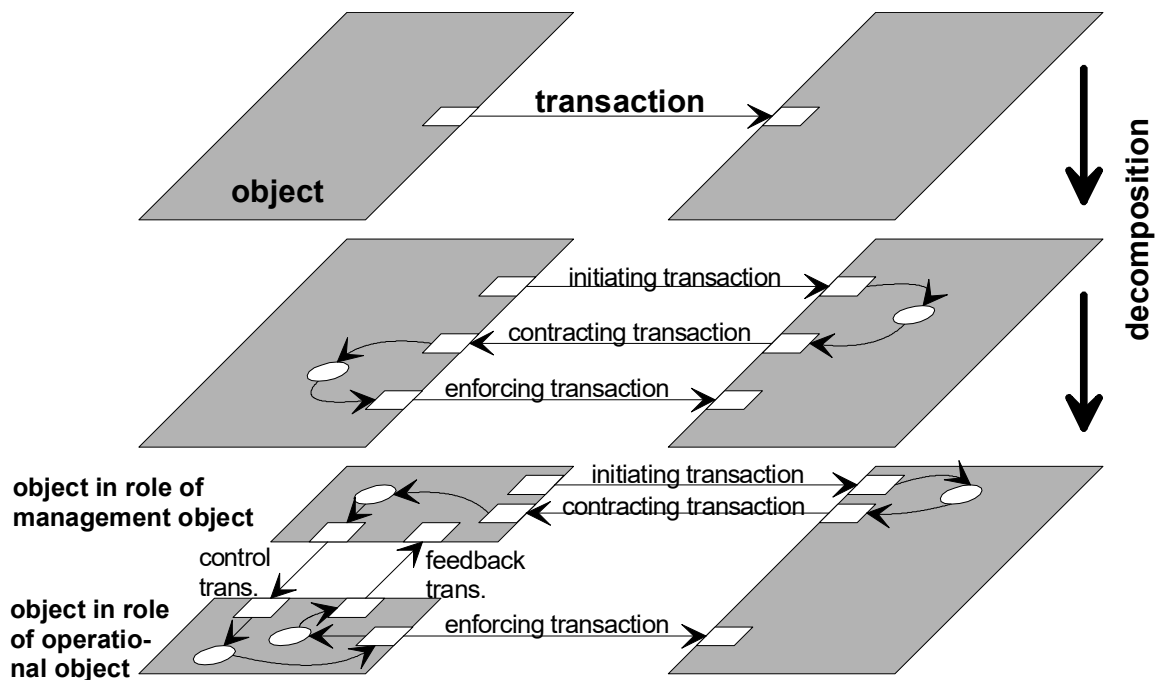 transaction
object
decomposition
initiating transaction
contracting transaction
enforcing transaction
object in role of
management object
initiating transaction
contracting transaction
control
trans.
feedback
trans.
object in role
of operatio-
nal object
enforcing transaction